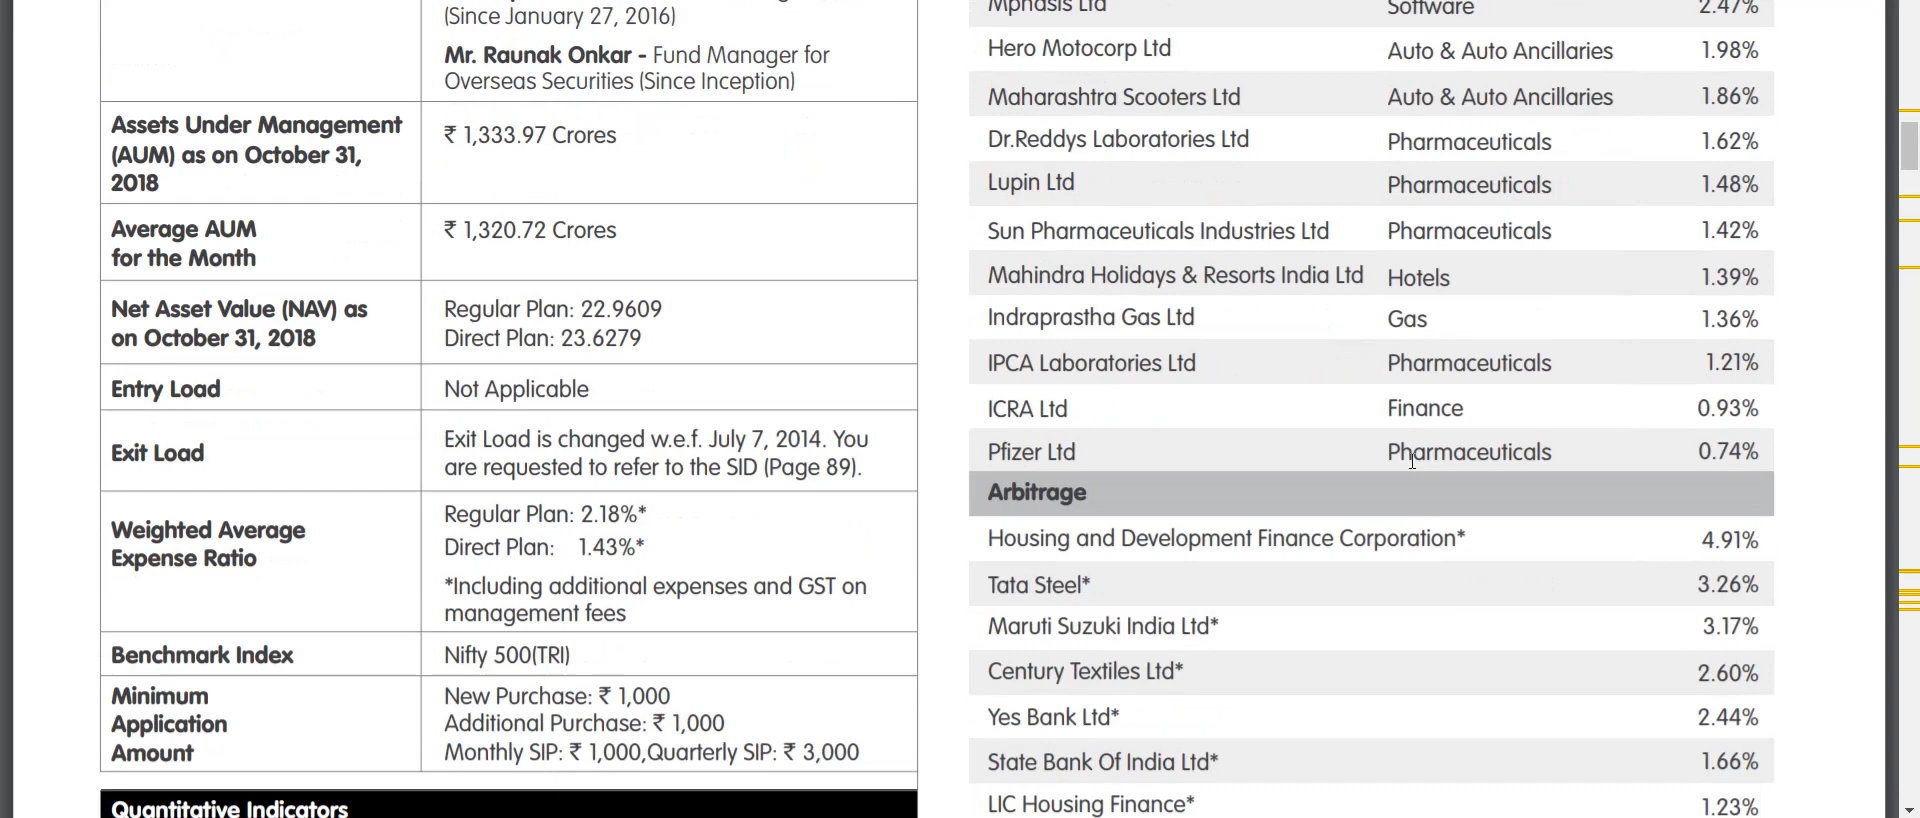 (Since January 27, 2016)
Mr. Raunak Onkar - Fund Manager for
Overseas Securities (Since Inception)
Assets Under Management
(AUM) as on October 31,
2018
₹ 1,333.97 Crores
Average AUM
for the Month
₹ 1,320.72 Crores
Net Asset Value (NAV) as
on October 31, 2018
Regular Plan: 22.9609
Direct Plan: 23.6279
Entry Load
Not Applicable
Exit Load
Exit Load is changed w.e.f. July 7, 2014. You
are requested to refer to the SID (Page 89).
Weighted Average
Expense Ratio
Regular Plan: 2.18%*
Direct Plan: 1.43%*
*Including additional expenses and GST on
management fees
Benchmark Index
Nifty 500(TRI)
Minimum
Application
Amount
New Purchase: ₹ 1,000
Additional Purchase: ₹ 1,000
Monthly SIP: ₹ 1,000,Quarterly SIP: ₹ 3,000
Quantitative Indicators
Mphasis Ltd Software 2.47%
Hero Motocorp Ltd Auto & Auto Ancillaries 1.98%
Maharashtra Scooters Ltd Auto & Auto Ancillaries 1.86%
Dr.Reddys Laboratories Ltd Pharmaceuticals 1.62%
Lupin Ltd Pharmaceuticals 1.48%
Sun Pharmaceuticals Industries Ltd Pharmaceuticals 1.42%
Mahindra Holidays & Resorts India Ltd Hotels 1.39%
Indraprastha Gas Ltd Gas 1.36%
IPCA Laboratories Ltd Pharmaceuticals 1.21%
ICRA Ltd Finance 0.93%
Pfizer Ltd Pharmaceuticals 0.74%
Arbitrage
Housing and Development Finance Corporation* 4.91%
Tata Steel* 3.26%
Maruti Suzuki India Ltd* 3.17%
Century Textiles Ltd* 2.60%
Yes Bank Ltd* 2.44%
State Bank Of India Ltd* 1.66%
LIC Housing Finance* 1.23%